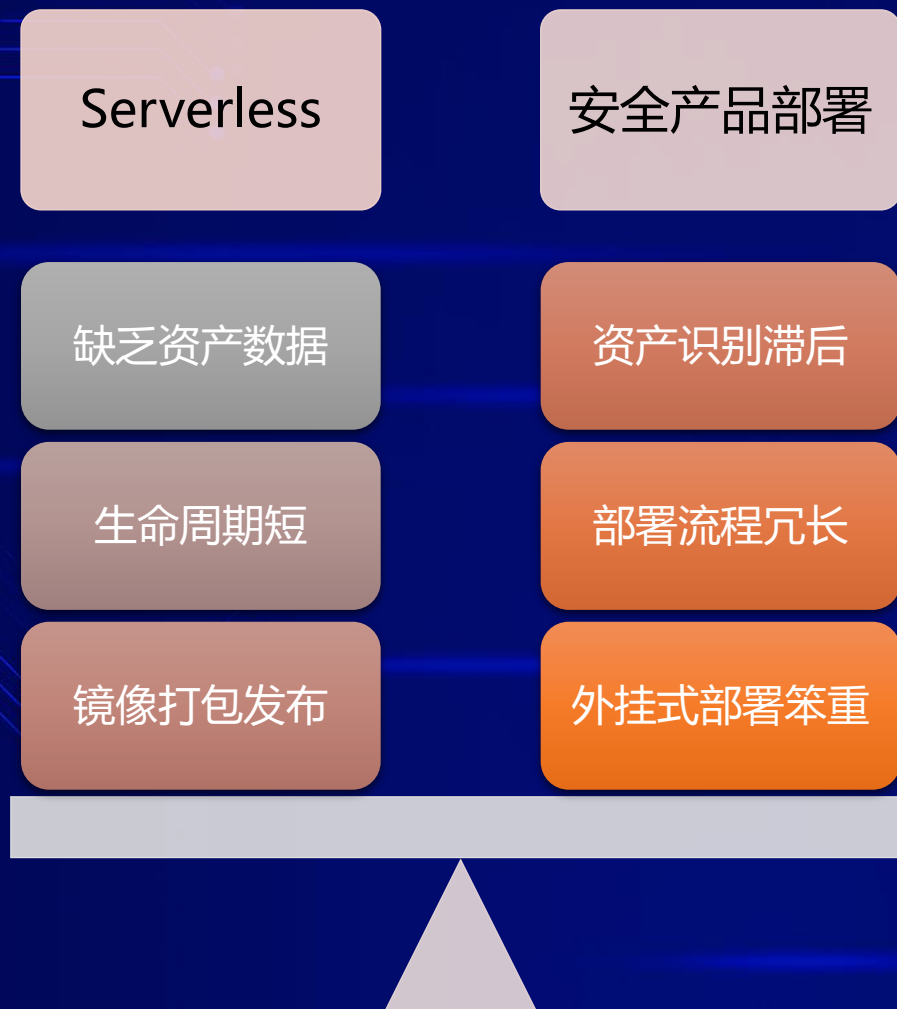 Serverless
安全产品部署
缺乏资产数据
资产识别滞后
生命周期短
部署流程冗长
镜像打包发布
外挂式部署笨重